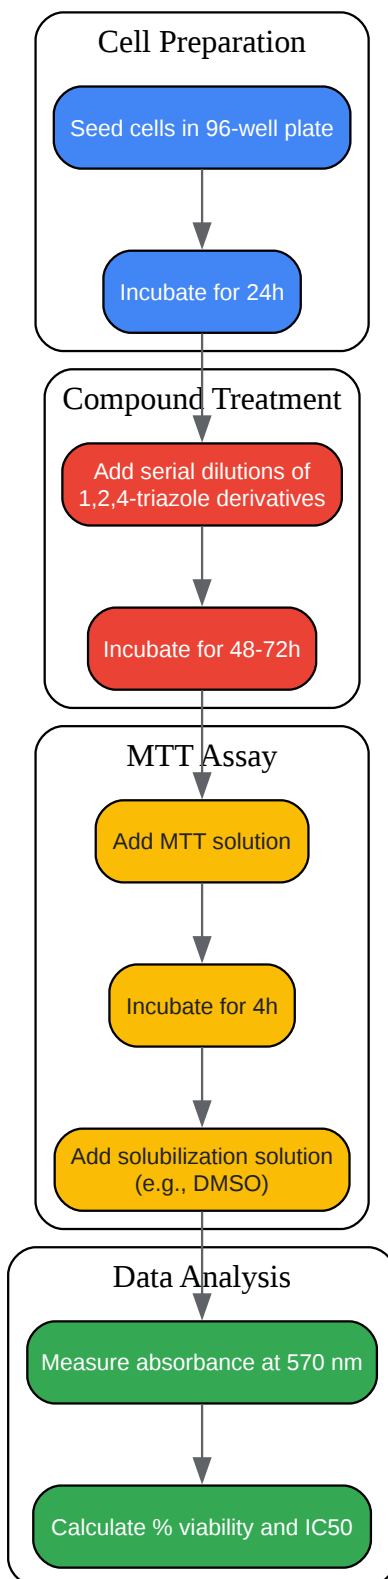 Cell Preparation
Seed cells in 96-well plate
Incubate for 24h
Compound Treatment
Add serial dilutions of
1,2,4-triazole derivatives
Incubate for 48-72h
MTT Assay
Add MTT solution
Incubate for 4h
Add solubilization solution
(e.g., DMSO)
Data Analysis
Measure absorbance at 570 nm
Calculate % viability and IC50